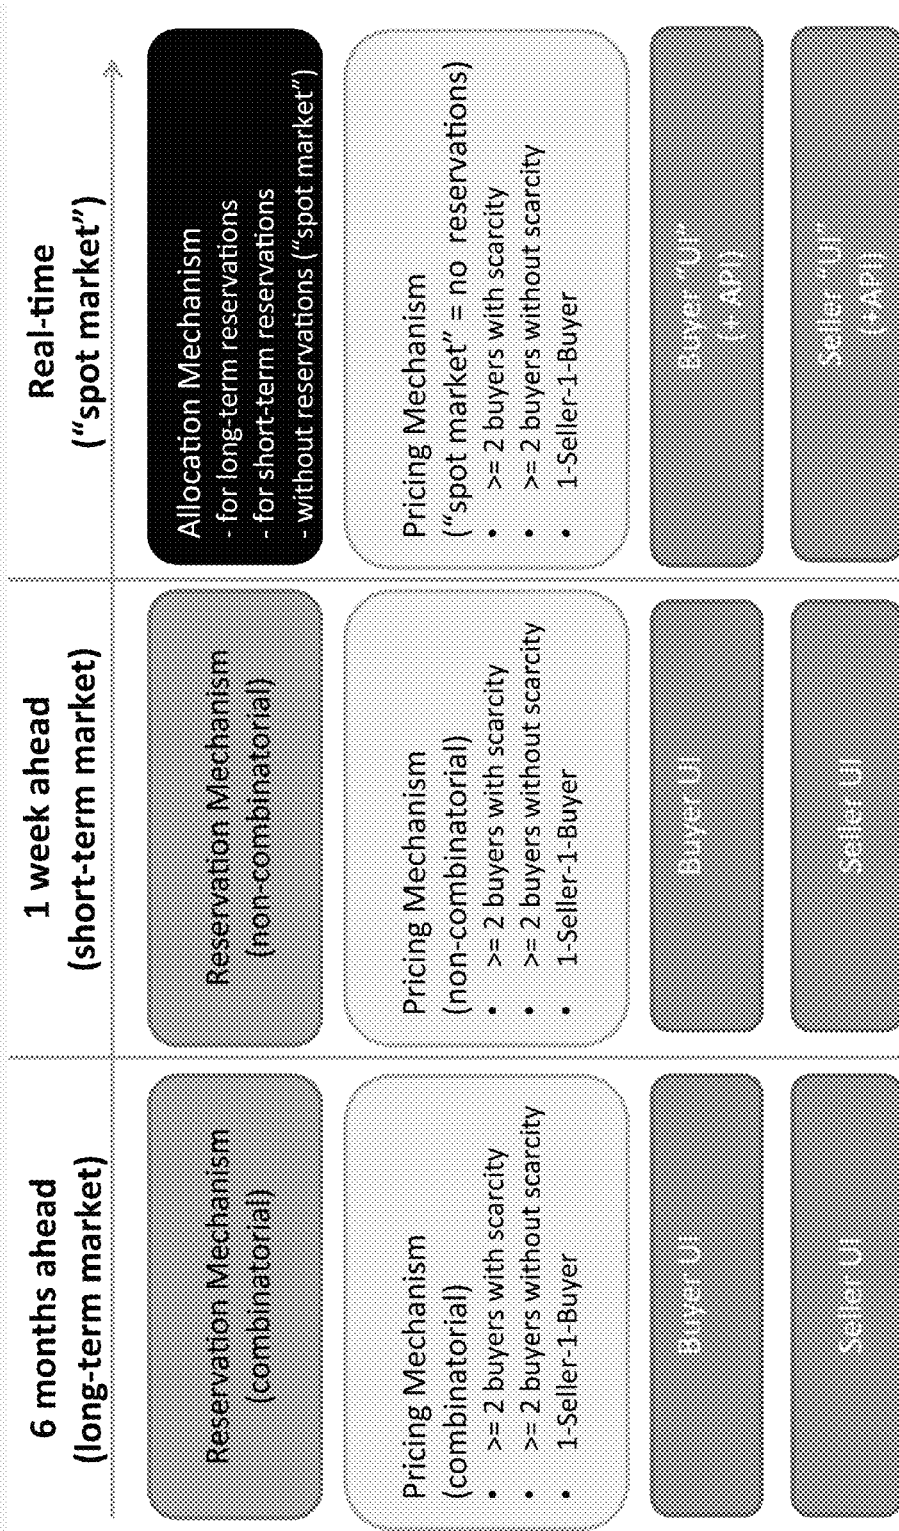 6 months ahead
(long-term market)
1 week ahead
(short-term market)
Real-time
(“spot market”)
Reservation Mechanism
(combinatorial)
Reservation Mechanism
(non-combinatorial)
Allocation Mechanism
- for long-term reservations
- for short-term reservations
- without reservations (“spot market”)
Pricing Mechanism
(combinatorial)
• >= 2 buyers with scarcity
• >= 2 buyers without scarcity
• 1-Seller-1-Buyer
Pricing Mechanism
(non-combinatorial)
• >= 2 buyers with scarcity
• >= 2 buyers without scarcity
• 1-Seller-1-Buyer
Pricing Mechanism
(“spot market” = no reservations)
• >= 2 buyers with scarcity
• >= 2 buyers without scarcity
• 1-Seller-1-Buyer
Buyer UI
Buyer UI
Buyer “UI”
(+API)
Seller UI
Seller UI
Seller “UI”
(+API)